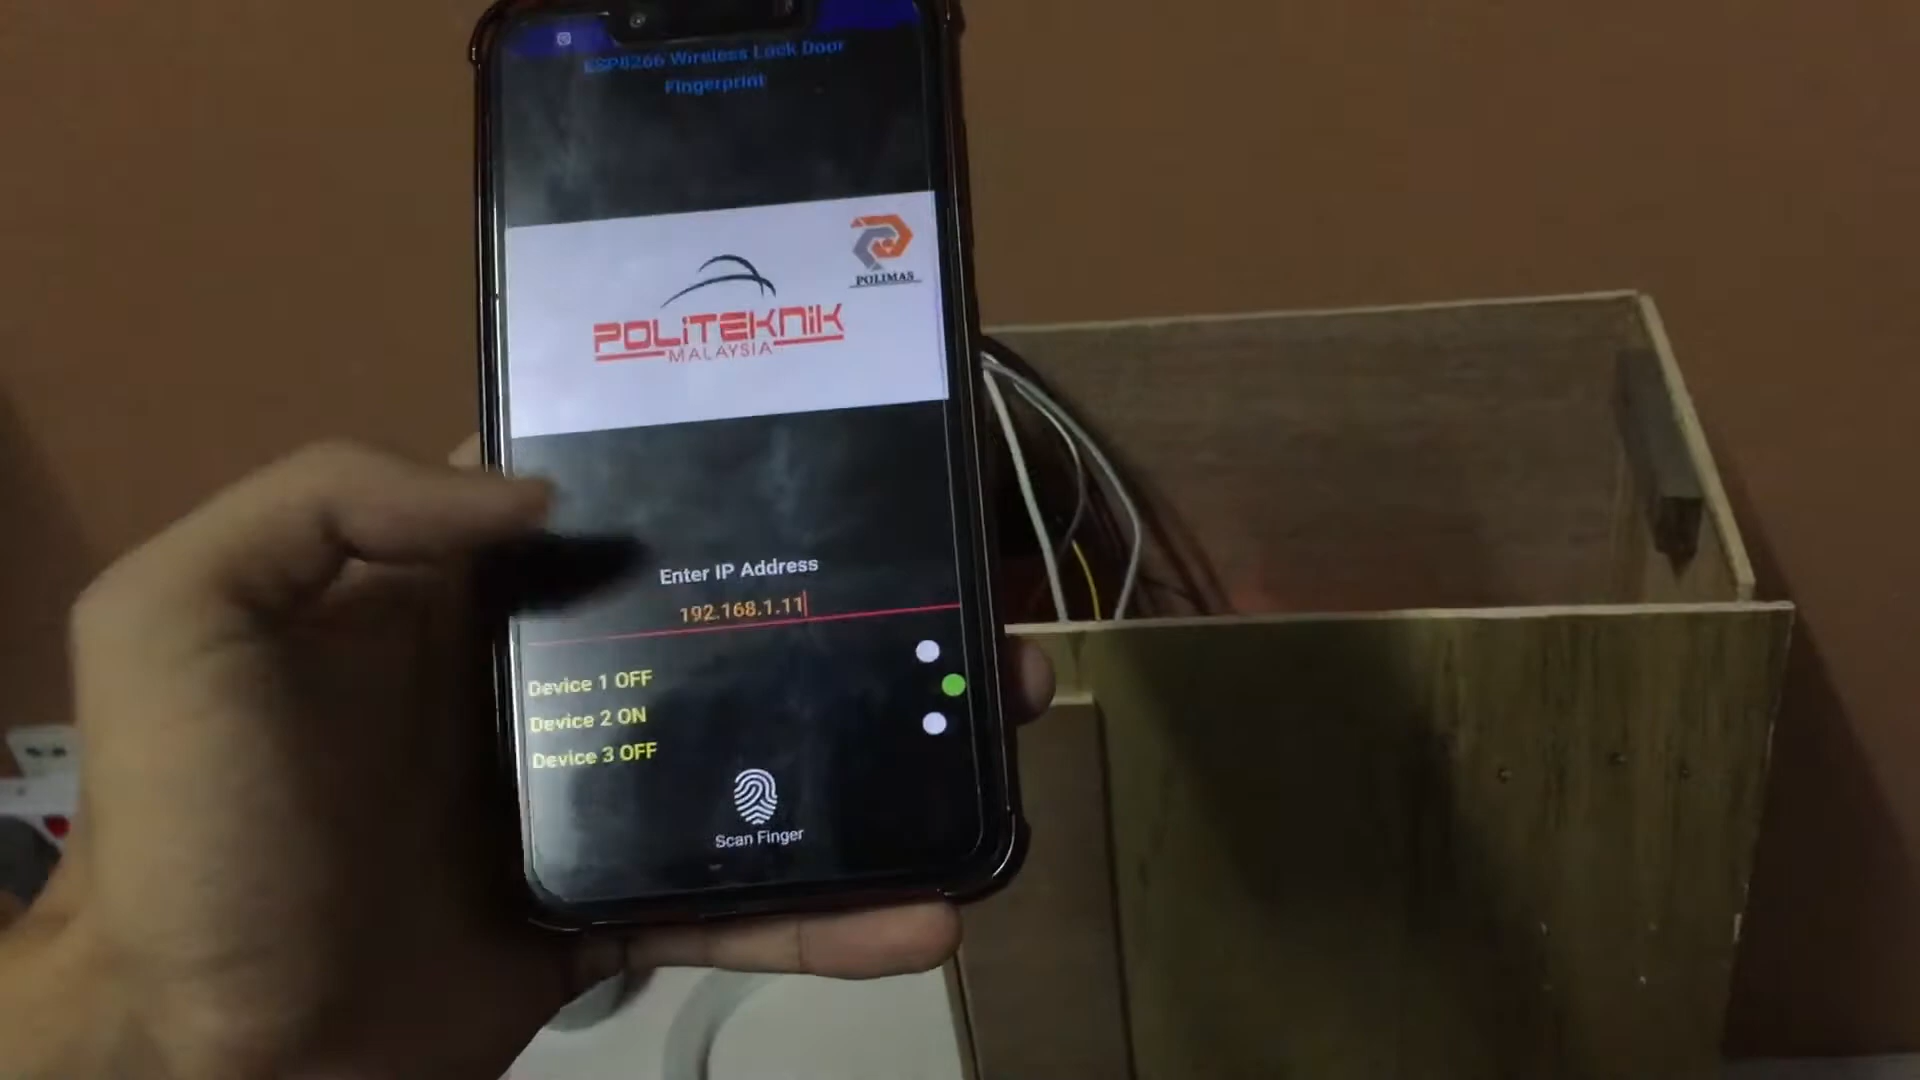 ESP8266 Wireless Lock Door
Fingerprint
POLIMAS
POLiTEKNiK
MALAYSIA
Enter IP Address
192.168.1.11
Device 1 OFF
Device 2 ON
Device 3 OFF
Scan Finger